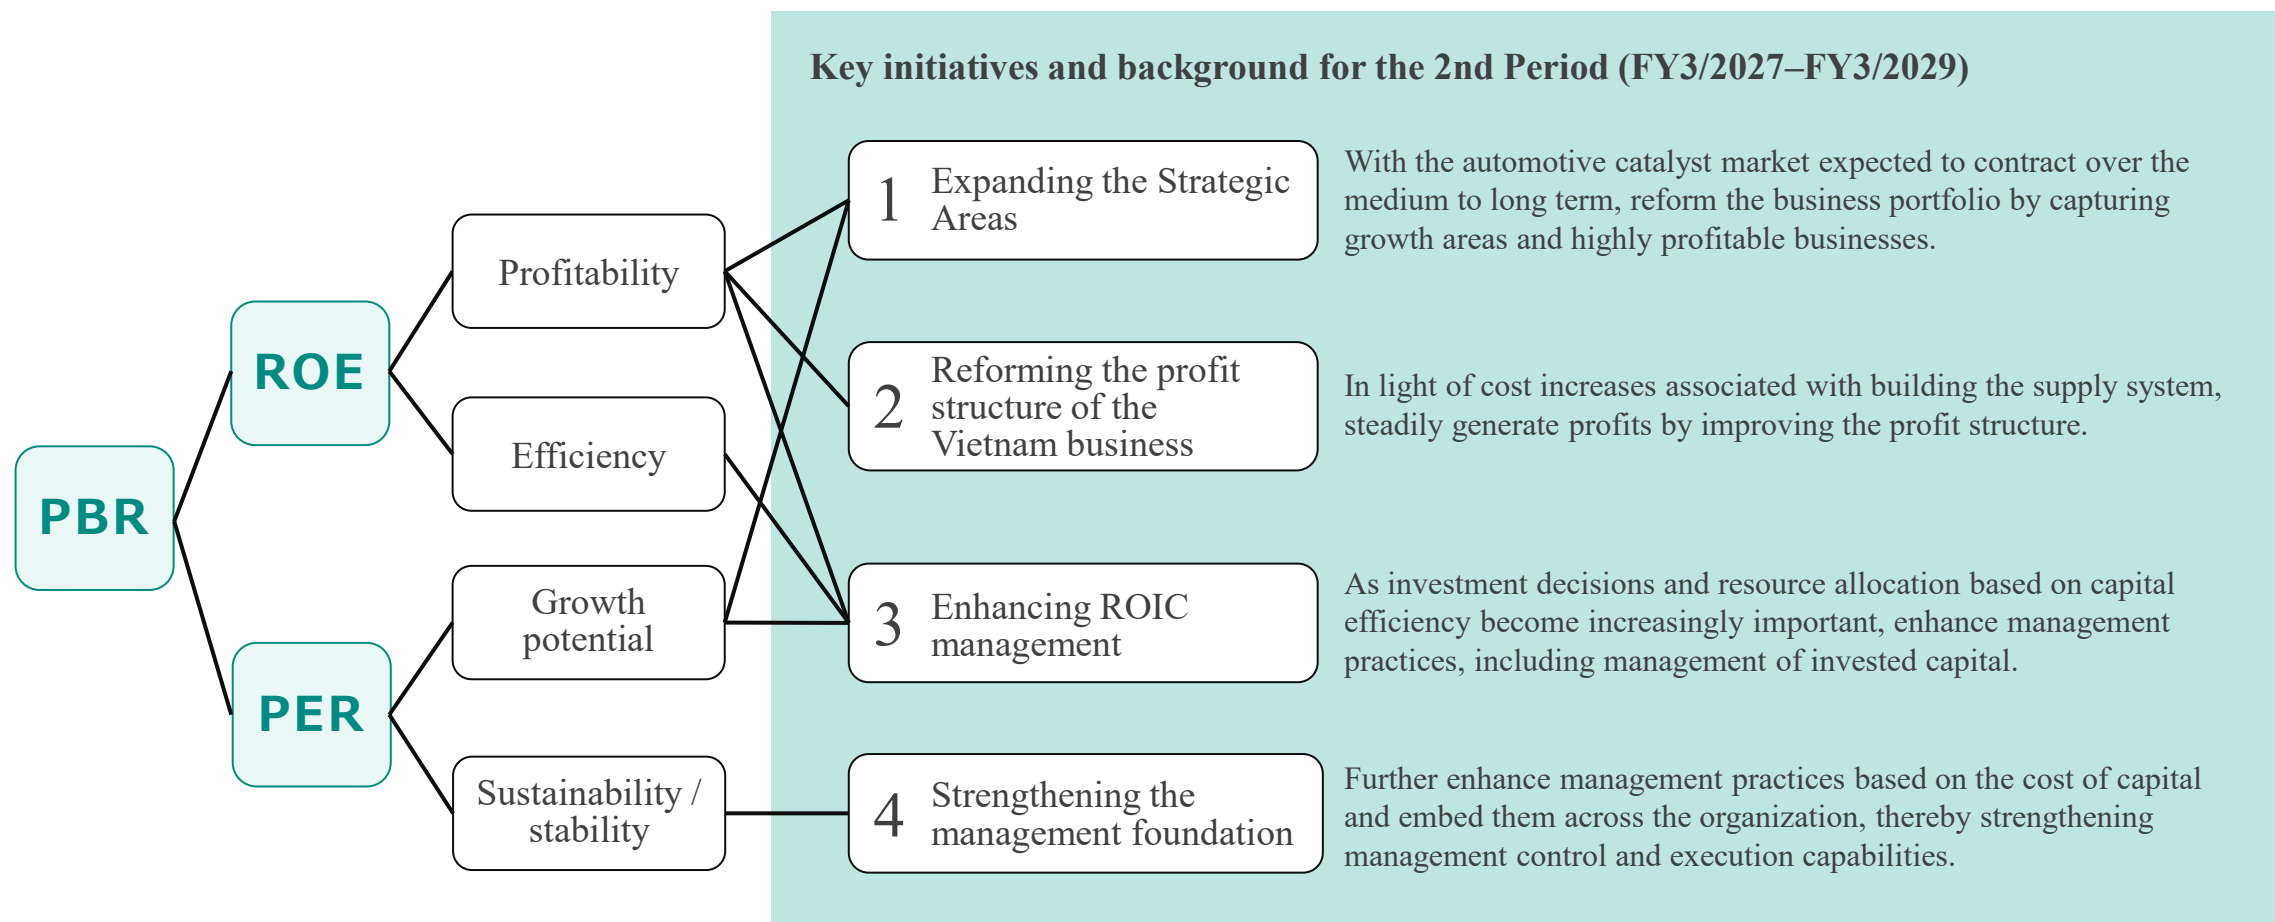 Key initiatives and background for the 2nd Period (FY3/2027–FY3/2029)
PBR
ROE
PER
Profitability
Efficiency
Growth
potential
Sustainability /
stability
1
Expanding the Strategic
Areas
With the automotive catalyst market expected to contract over the
medium to long term, reform the business portfolio by capturing
growth areas and highly profitable businesses.
2
Reforming the profit
structure of the
Vietnam business
In light of cost increases associated with building the supply system,
steadily generate profits by improving the profit structure.
3
Enhancing ROIC
management
As investment decisions and resource allocation based on capital
efficiency become increasingly important, enhance management
practices, including management of invested capital.
4
Strengthening the
management foundation
Further enhance management practices based on the cost of capital
and embed them across the organization, thereby strengthening
management control and execution capabilities.